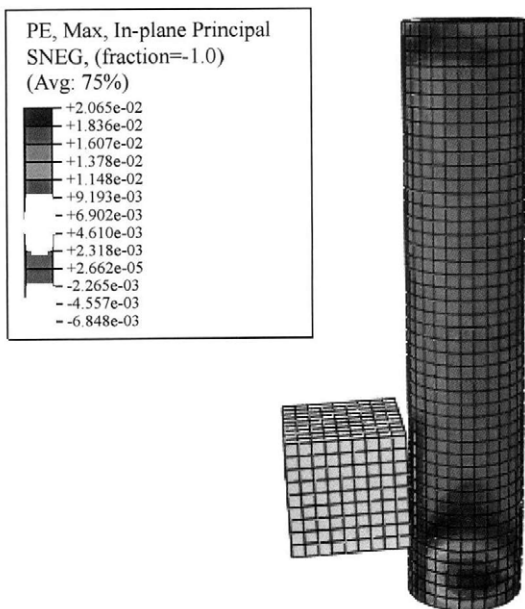 PE, Max, In-plane Principal
SNEG, (fraction=-1.0)
(Avg: 75%)
+2.065e-02
+1.836e-02
+1.607e-02
+1.378e-02
+1.148e-02
+9.193e-03
+6.902e-03
+4.610e-03
+2.318e-03
+2.662e-05
-2.265e-03
-4.557e-03
-6.848e-03